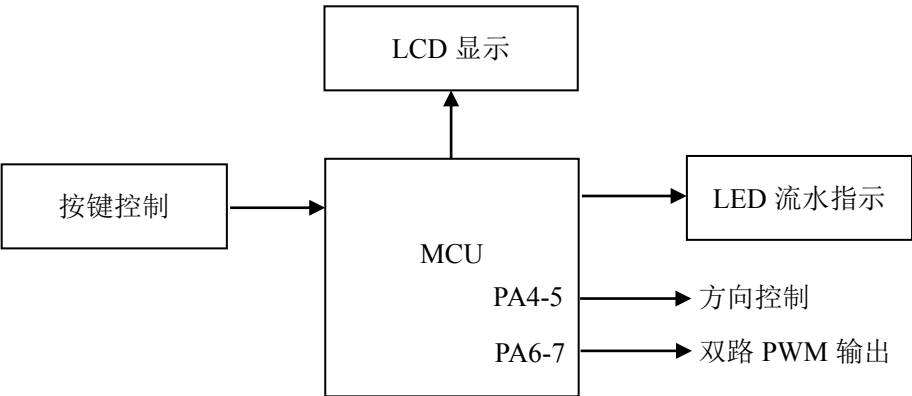 LCD 显示
按键控制
MCU
LED 流水指示
PA4-5
方向控制
PA6-7
双路 PWM 输出